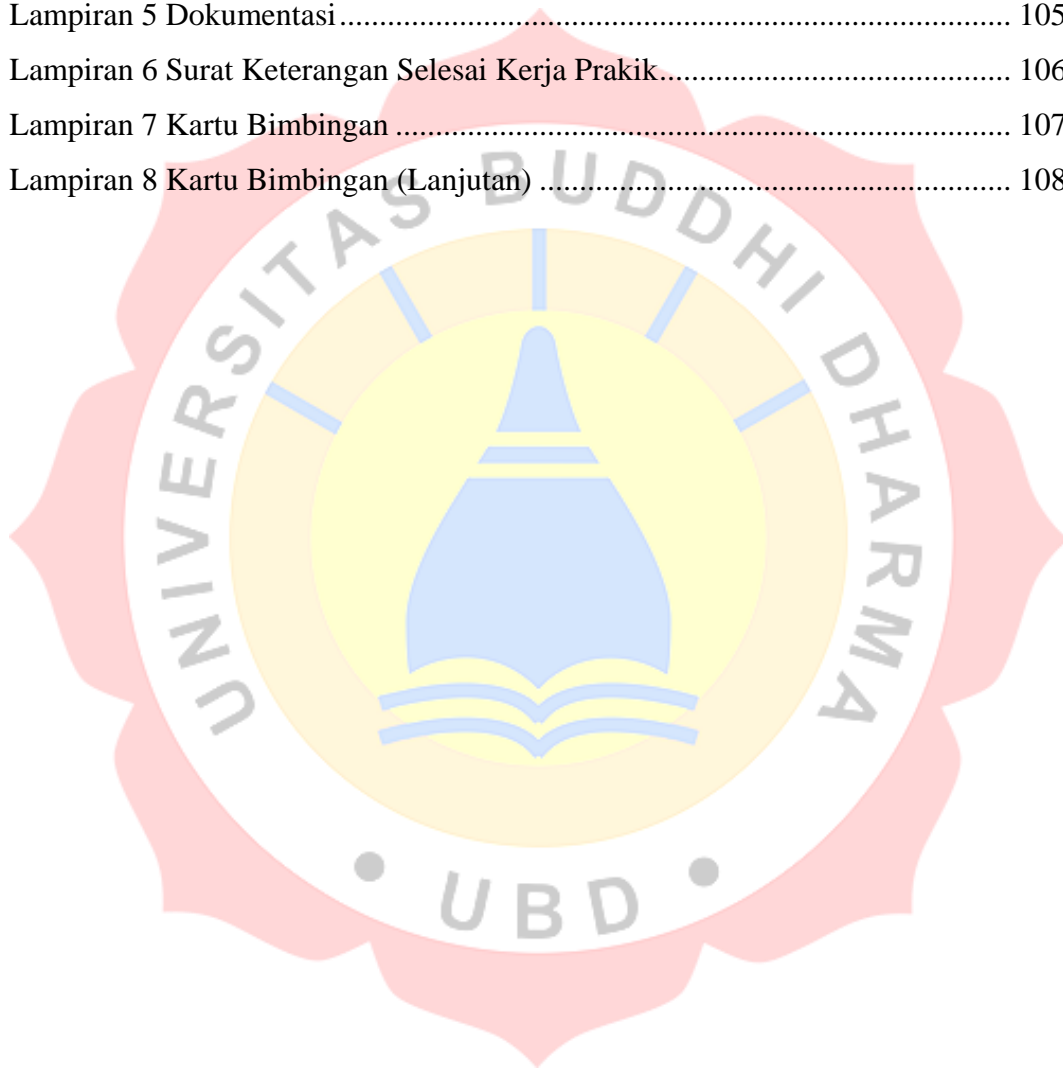 Lampiran 5 Dokumentasi........................................................................................ 105
Lampiran 6 Surat Keterangan Selesai Kerja Prakik.............................................. 106
Lampiran 7 Kartu Bimbingan ................................................................................. 107
Lampiran 8 Kartu Bimbingan (Lanjutan) .............................................................. 108
UNIVERSITAS BUDDHI DHARMA
• UBD •